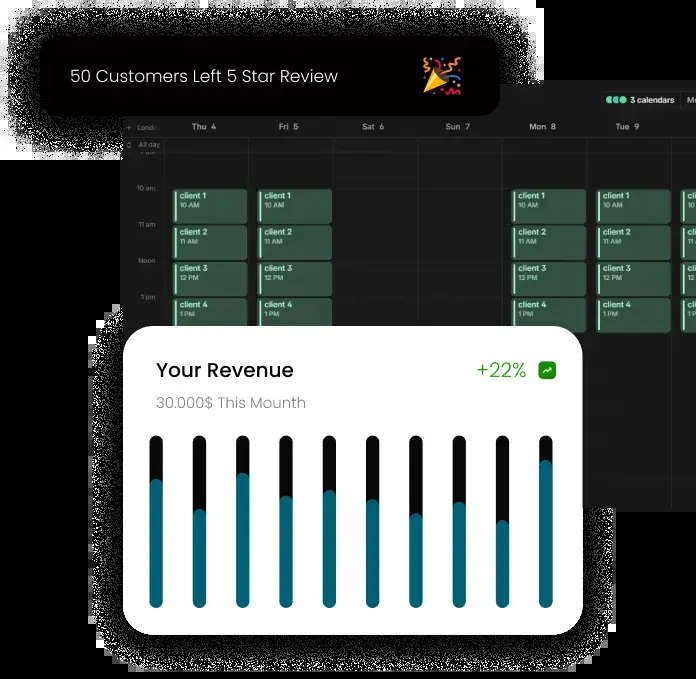 50 Customers Left 5 Star Review
3 calendars
Thu 4
Fri 5
Sat 6
Sun 7
Mon 8
Tue 9
All day
10 am
client 1
10 AM
client 1
10 AM
client 1
10 AM
client 1
10 AM
11 am
client 2
11 AM
client 2
11 AM
client 2
11 AM
client 2
11 AM
Noon
client 3
12 PM
client 3
12 PM
client 3
12 PM
client 3
12 PM
1 pm
client 4
1 PM
client 4
1 PM
client 4
1 PM
client 4
1 PM
Your Revenue
+22%
30.000$ This Mounth